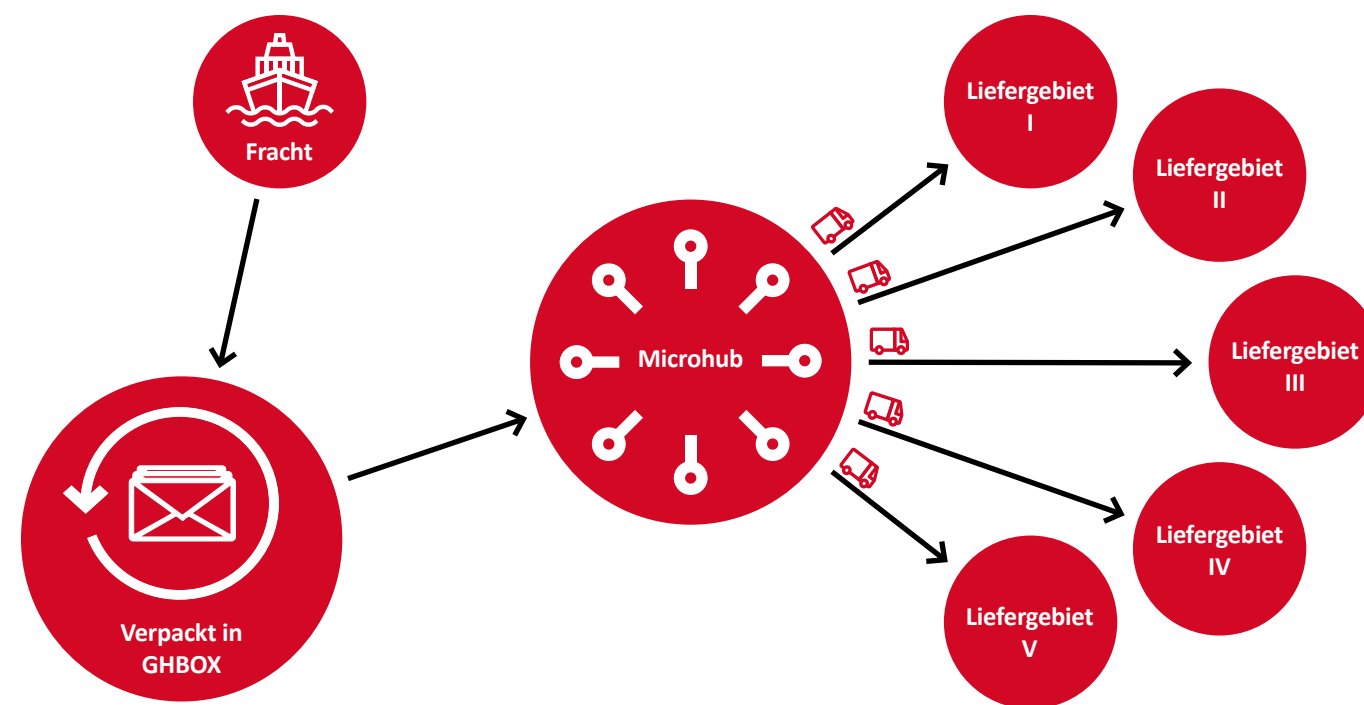 Fracht
Verpackt in
GHBOX
Microhub
Liefergebiet
I
Liefergebiet
II
Liefergebiet
III
Liefergebiet
IV
Liefergebiet
V